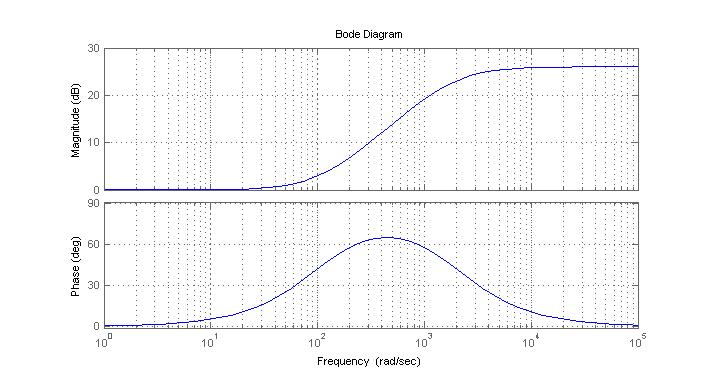 Bode Diagram
30
20
10
0
Magnitude (dB)
90
60
30
0
Phase (deg)
10^0 10^1 10^2 10^3 10^4 10^5
Frequency (rad/sec)